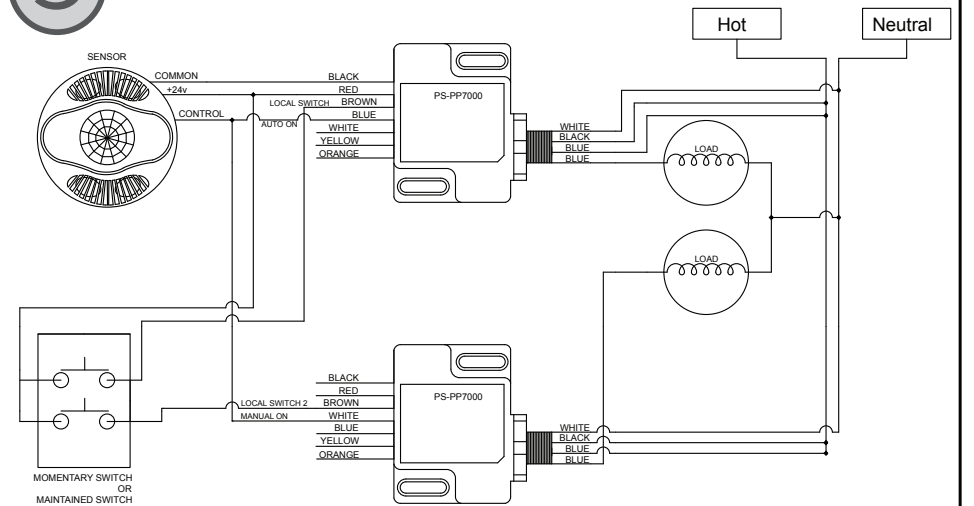 Hot
Neutral
SENSOR
COMMON
+24v
CONTROL
LOCAL SWITCH
AUTO ON
BLACK
RED
BROWN
BLUE
WHITE
YELLOW
ORANGE
PS-PP7000
WHITE
BLACK
BLUE
BLUE
LOAD
LOAD
BLACK
RED
LOCAL SWITCH 2
BROWN
MANUAL ON
WHITE
BLUE
YELLOW
ORANGE
PS-PP7000
WHITE
BLACK
BLUE
BLUE
MOMENTARY SWITCH
OR
MAINTAINED SWITCH